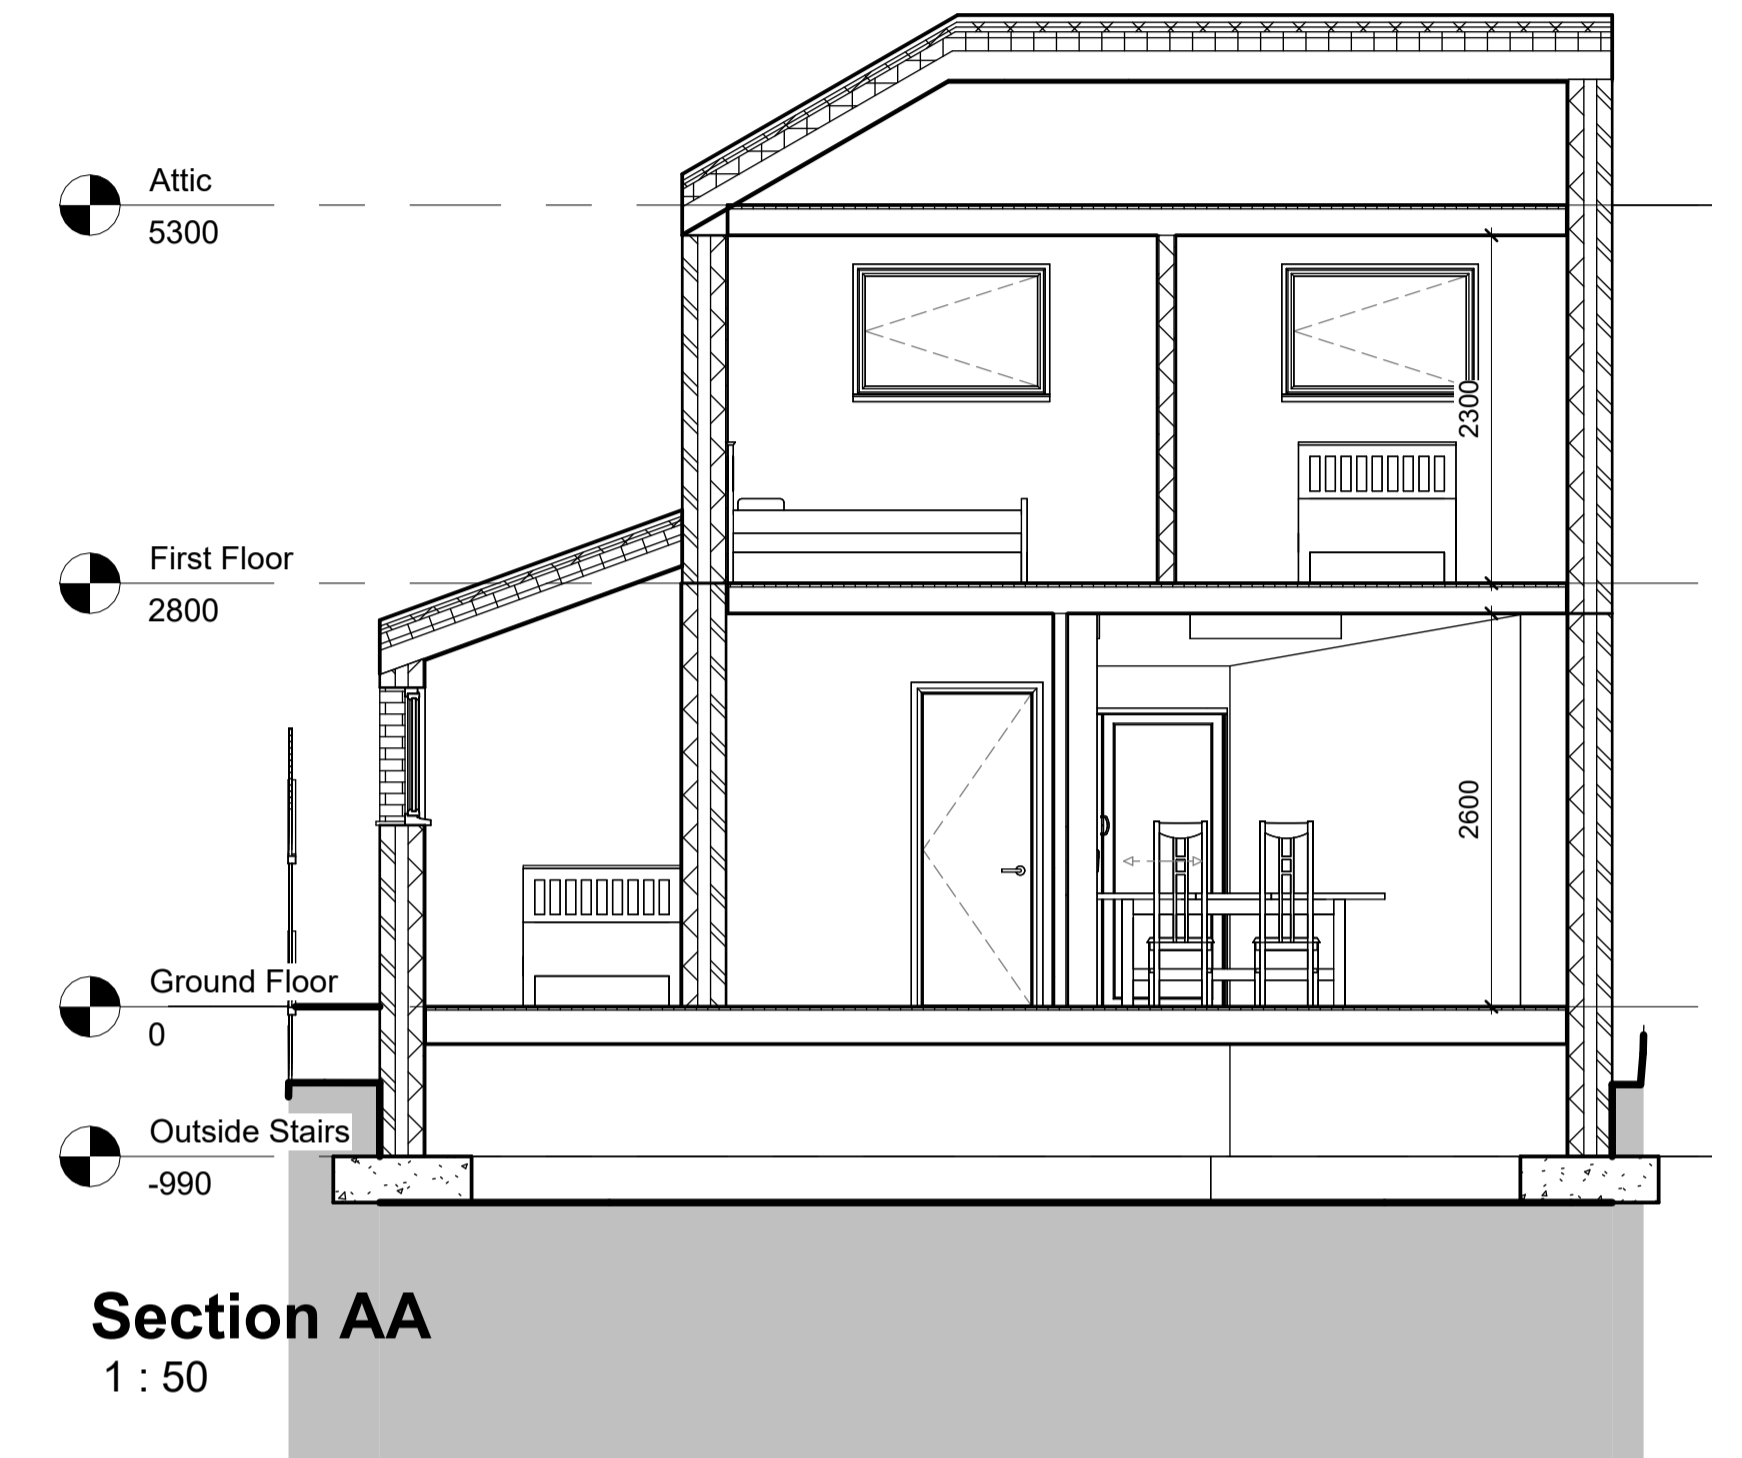 Attic
5300
2300
First Floor
2800
2600
Ground Floor
0
Outside Stairs
-990
Section AA
1 : 50